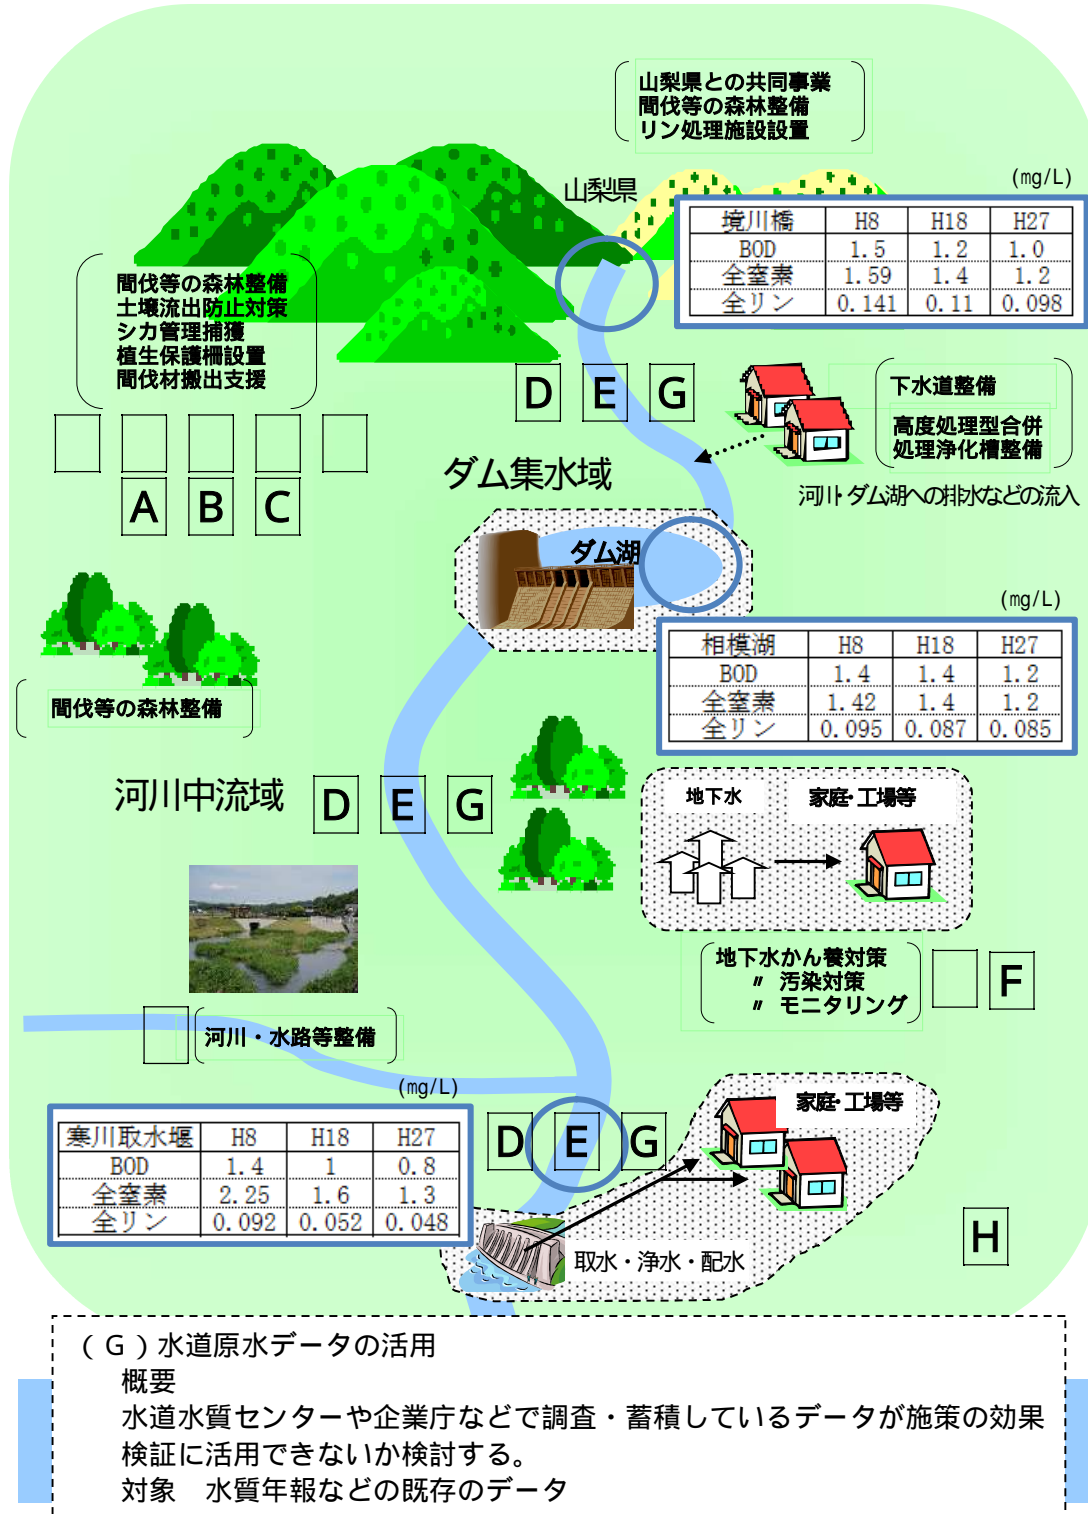 山梨県との共同事業
間伐等の森林整備
リン処理施設設置
山梨県
(mg/L)
境川橋 H8 H18 H27
BOD 1.5 1.2 1.0
全窒素 1.59 1.4 1.2
全リン 0.141 0.11 0.098
間伐等の森林整備
土壌流出防止対策
シカ管理捕獲
植生保護柵設置
間伐材搬出支援
D E G
下水道整備
高度処理型合併
処理浄化槽整備
ダム集水域
河川・ダム湖への排水などの流入
A B C
ダム湖
(mg/L)
相模湖 H8 H18 H27
BOD 1.4 1.4 1.2
全窒素 1.42 1.4 1.2
全リン 0.095 0.087 0.085
間伐等の森林整備
河川中流域 D E G
地下水 家庭・工場等
地下水かん養対策
〃 汚染対策
〃 モニタリング
F
河川・水路等整備
(mg/L)
寒川取水堰 H8 H18 H27
BOD 1.4 1 0.8
全窒素 2.25 1.6 1.3
全リン 0.092 0.052 0.048
D E G
家庭・工場等
取水・浄水・配水
H
(G)水道原水データの活用
概要
水道水質センターや企業庁などで調査・蓄積しているデータが施策の効果
検証に活用できないか検討する。
対象 水質年報などの既存のデータ